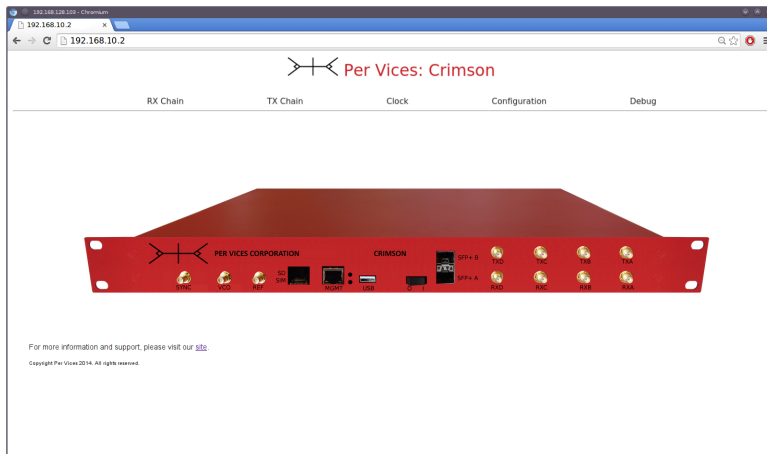 192.168.128.103 - Chromium
192.168.10.2
192.168.10.2
Per Vices: Crimson
RX Chain TX Chain Clock Configuration Debug
PER VICES CORPORATION CRIMSON
SFP+ B TXD TXC TXB TXA
SD
SIM
SFP+ A
SYNC VCO REF MGMT USB O I RXD RXC RXB RXA
For more information and support, please visit our site.
Copyright Per Vices 2014. All rights reserved.